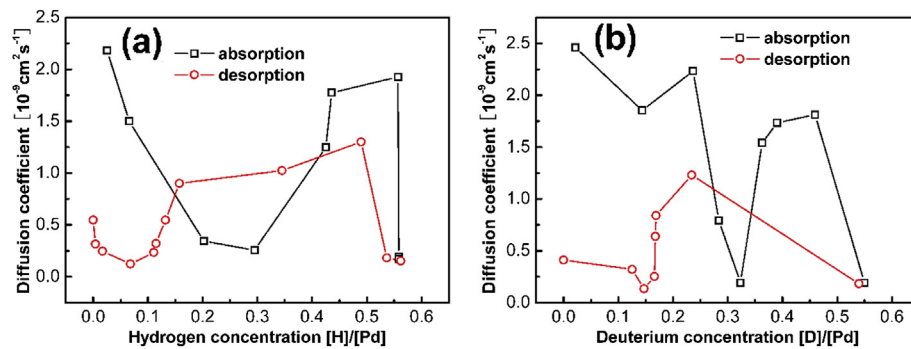 (a)
absorption
desorption
Diffusion coefficient [10⁻⁹cm²s⁻¹]
2.5
2.0
1.5
1.0
0.5
0.0
0.0 0.1 0.2 0.3 0.4 0.5 0.6
Hydrogen concentration [H]/[Pd]
(b)
absorption
desorption
Diffusion coefficient [10⁻⁹cm²s⁻¹]
2.5
2.0
1.5
1.0
0.5
0.0
0.0 0.1 0.2 0.3 0.4 0.5 0.6
Deuterium concentration [D]/[Pd]